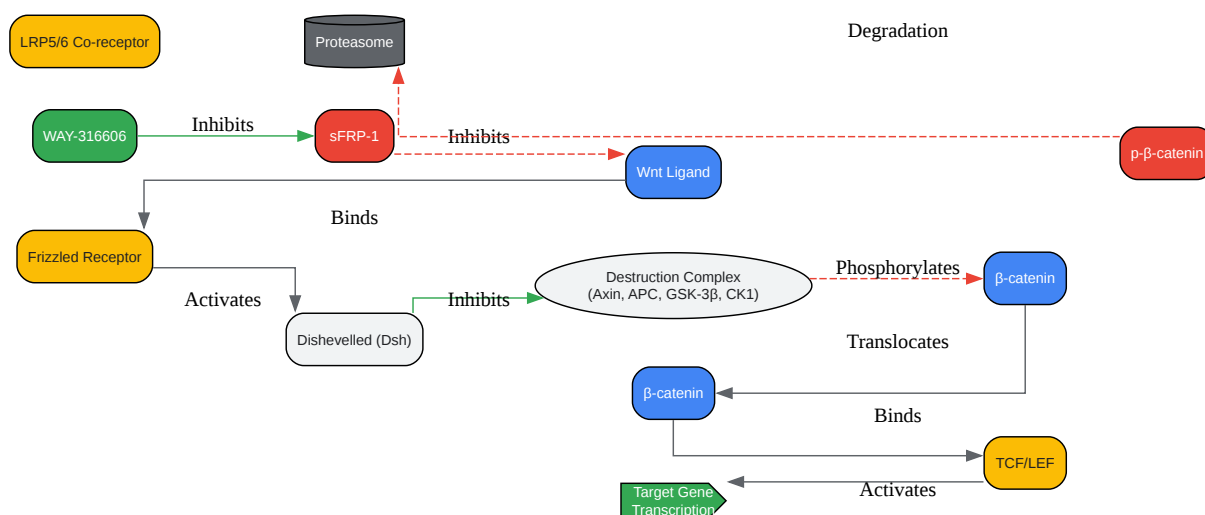 LRP5/6 Co-receptor
Proteasome
Degradation
WAY-316606
Inhibits
sFRP-1
Inhibits
p-β-catenin
Wnt Ligand
Binds
Frizzled Receptor
Activates
Dishevelled (Dsh)
Inhibits
Destruction Complex
(Axin, APC, GSK-3β, CK1)
Phosphorylates
β-catenin
Translocates
β-catenin
Binds
TCF/LEF
Activates
Target Gene
Transcription